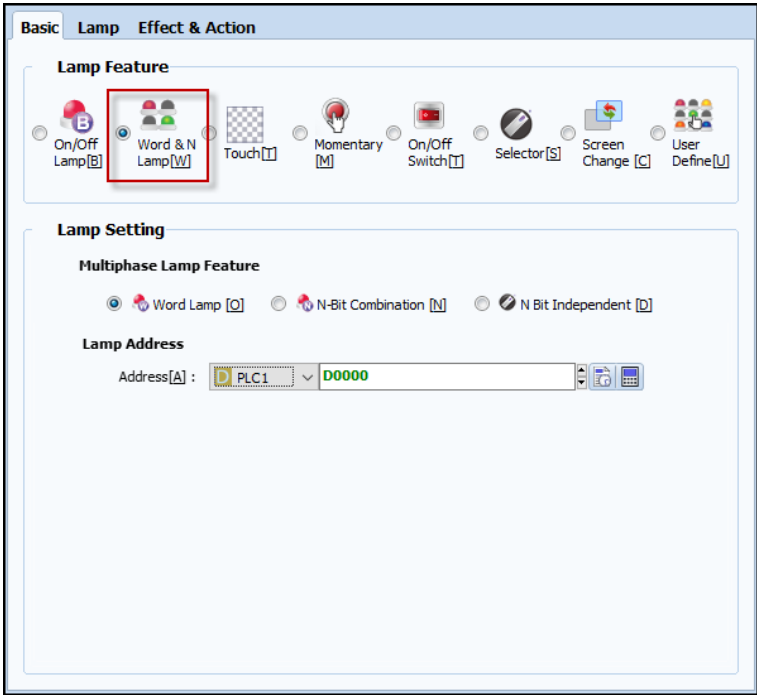 Basic Lamp Effect & Action
Lamp Feature
On/Off
Lamp[B]
Word & N
Lamp[W]
Touch[T]
Momentary
[M]
On/Off
Switch[T]
Selector[S]
Screen
Change [C]
User
Define[U]
Lamp Setting
Multiphase Lamp Feature
Word Lamp [O] N-Bit Combination [N] N Bit Independent [D]
Lamp Address
Address[A] : D PLC1 D0000